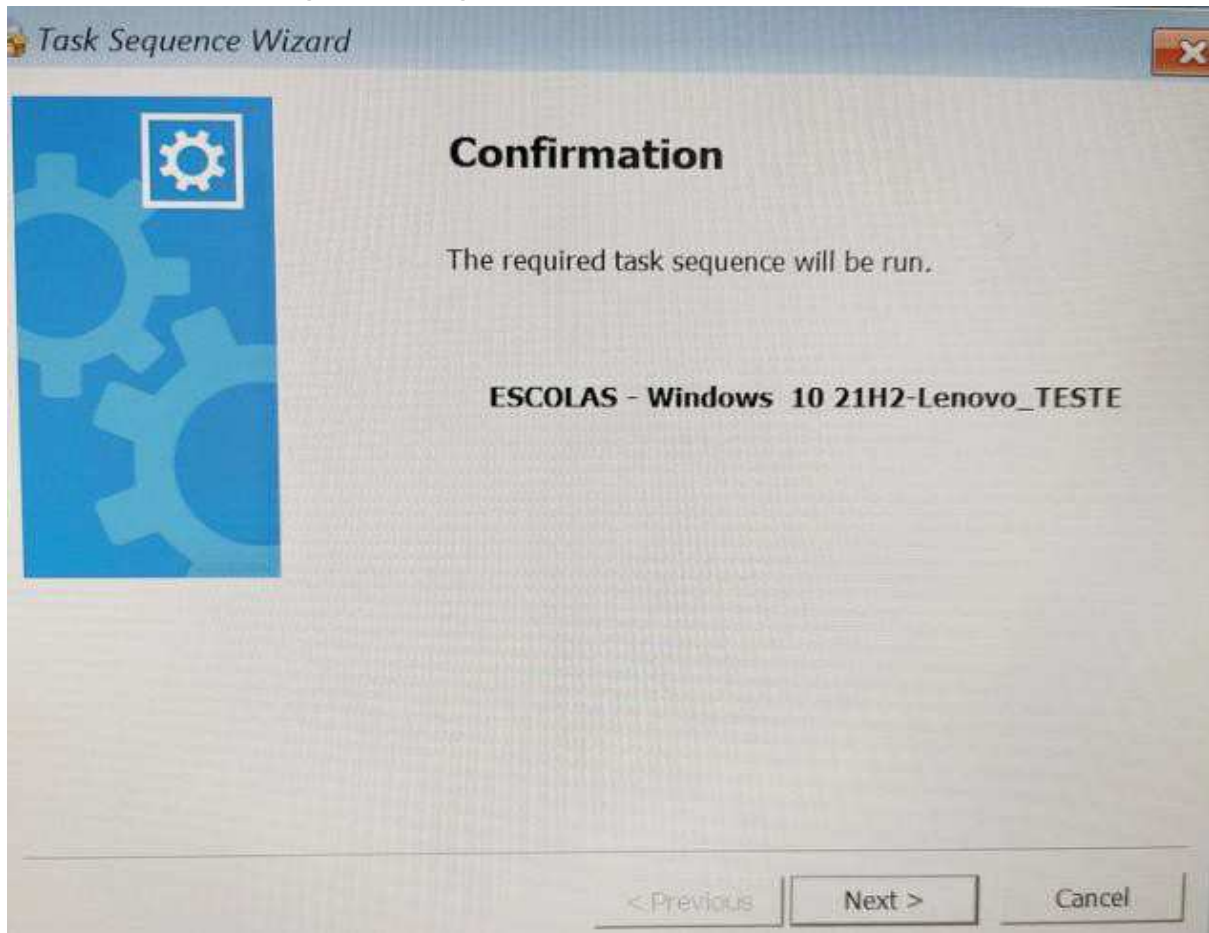 Task Sequence Wizard
Confirmation
The required task sequence will be run.
ESCOLAS - Windows 10 21H2-Lenovo_TESTE
< Previous
Next >
Cancel